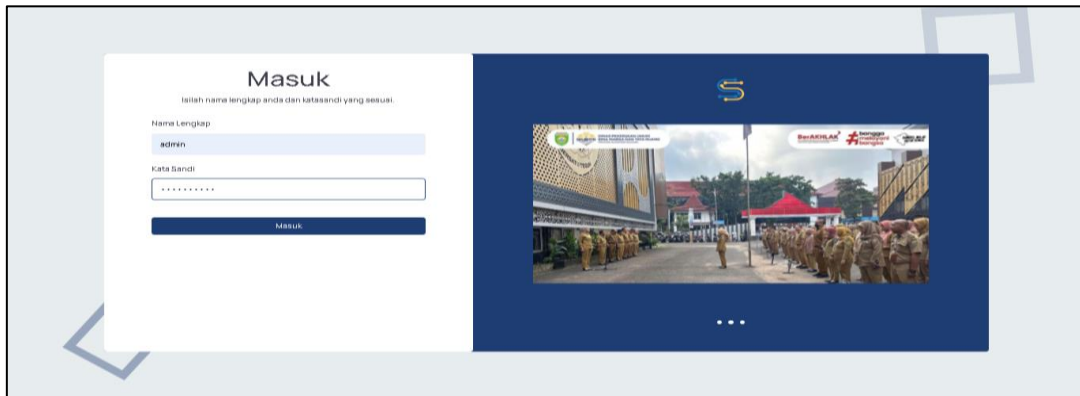 Masuk
Isilah nama lengkap anda dan katasandi yang sesuai.
Nama Lengkap
admin
Kata Sandi
Masuk
BerAKHLAK
#bangga
melayani
bangsa